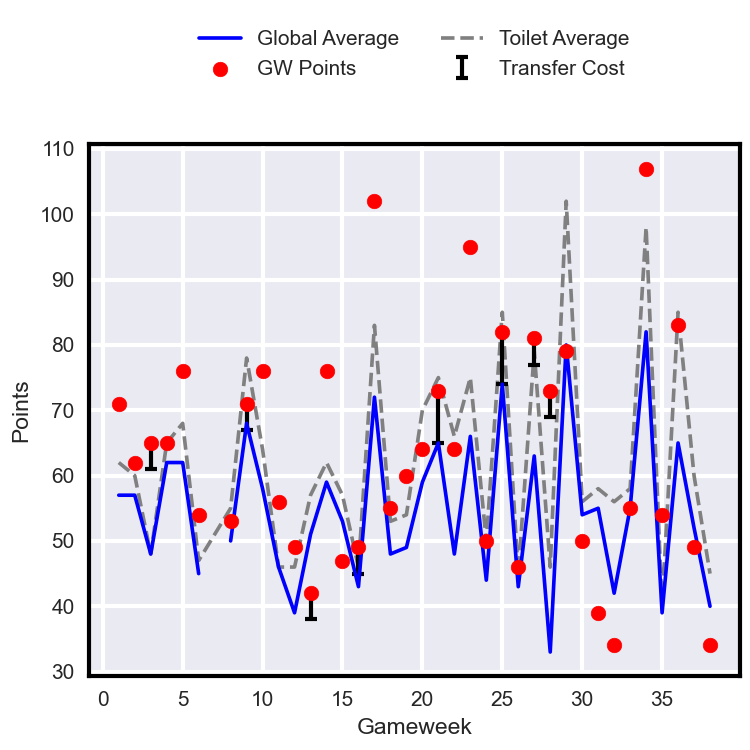 Global Average
Toilet Average
GW Points
Transfer Cost
110
100
90
80
70
60
50
40
30
Points
0 5 10 15 20 25 30 35
Gameweek